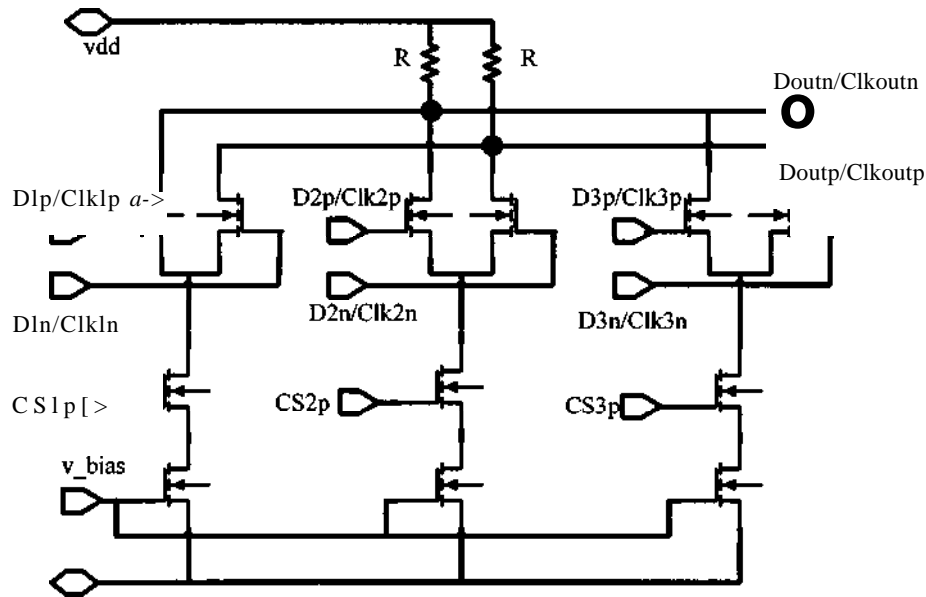 vdd
R R
Doutn/Clkoutn
O
Doutp/Clkoutp
Dlp/Clklp a->
D2p/Clk2p
D3p/Clk3p
Dln/Clkln
D2n/Clk2n
D3n/Clk3n
CS1p[>
CS2p
CS3p
v_bias